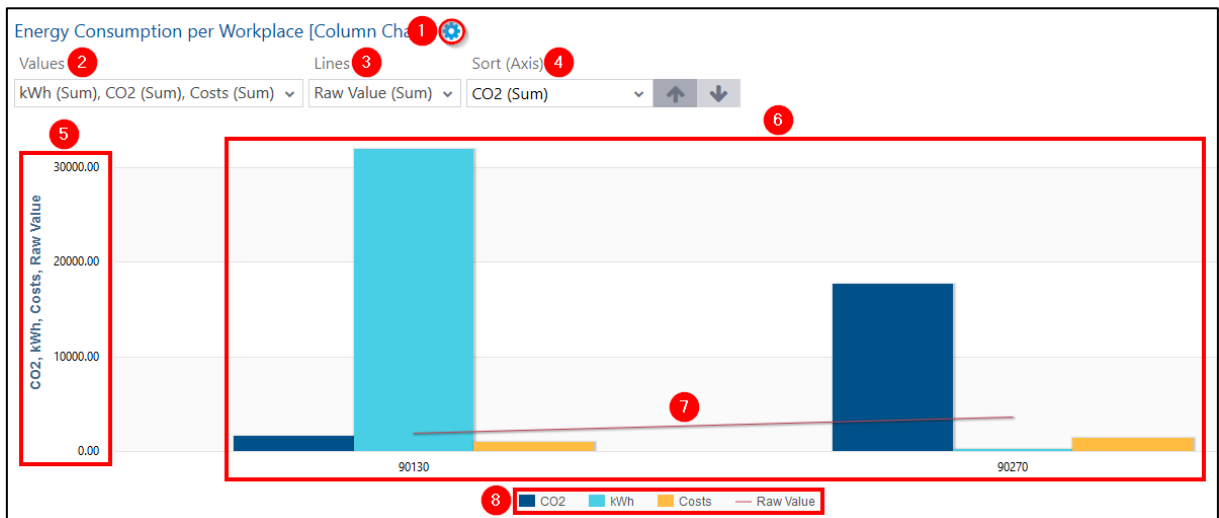 Energy Consumption per Workplace [Column Cha 1
Values 2 Lines 3 Sort (Axis) 4
kWh (Sum), CO2 (Sum), Costs (Sum) Raw Value (Sum) CO2 (Sum)
5 6
30000.00
20000.00
10000.00
0.00
CO2, kWh, Costs, Raw Value
7
90130 90270
8 CO2 kWh Costs Raw Value